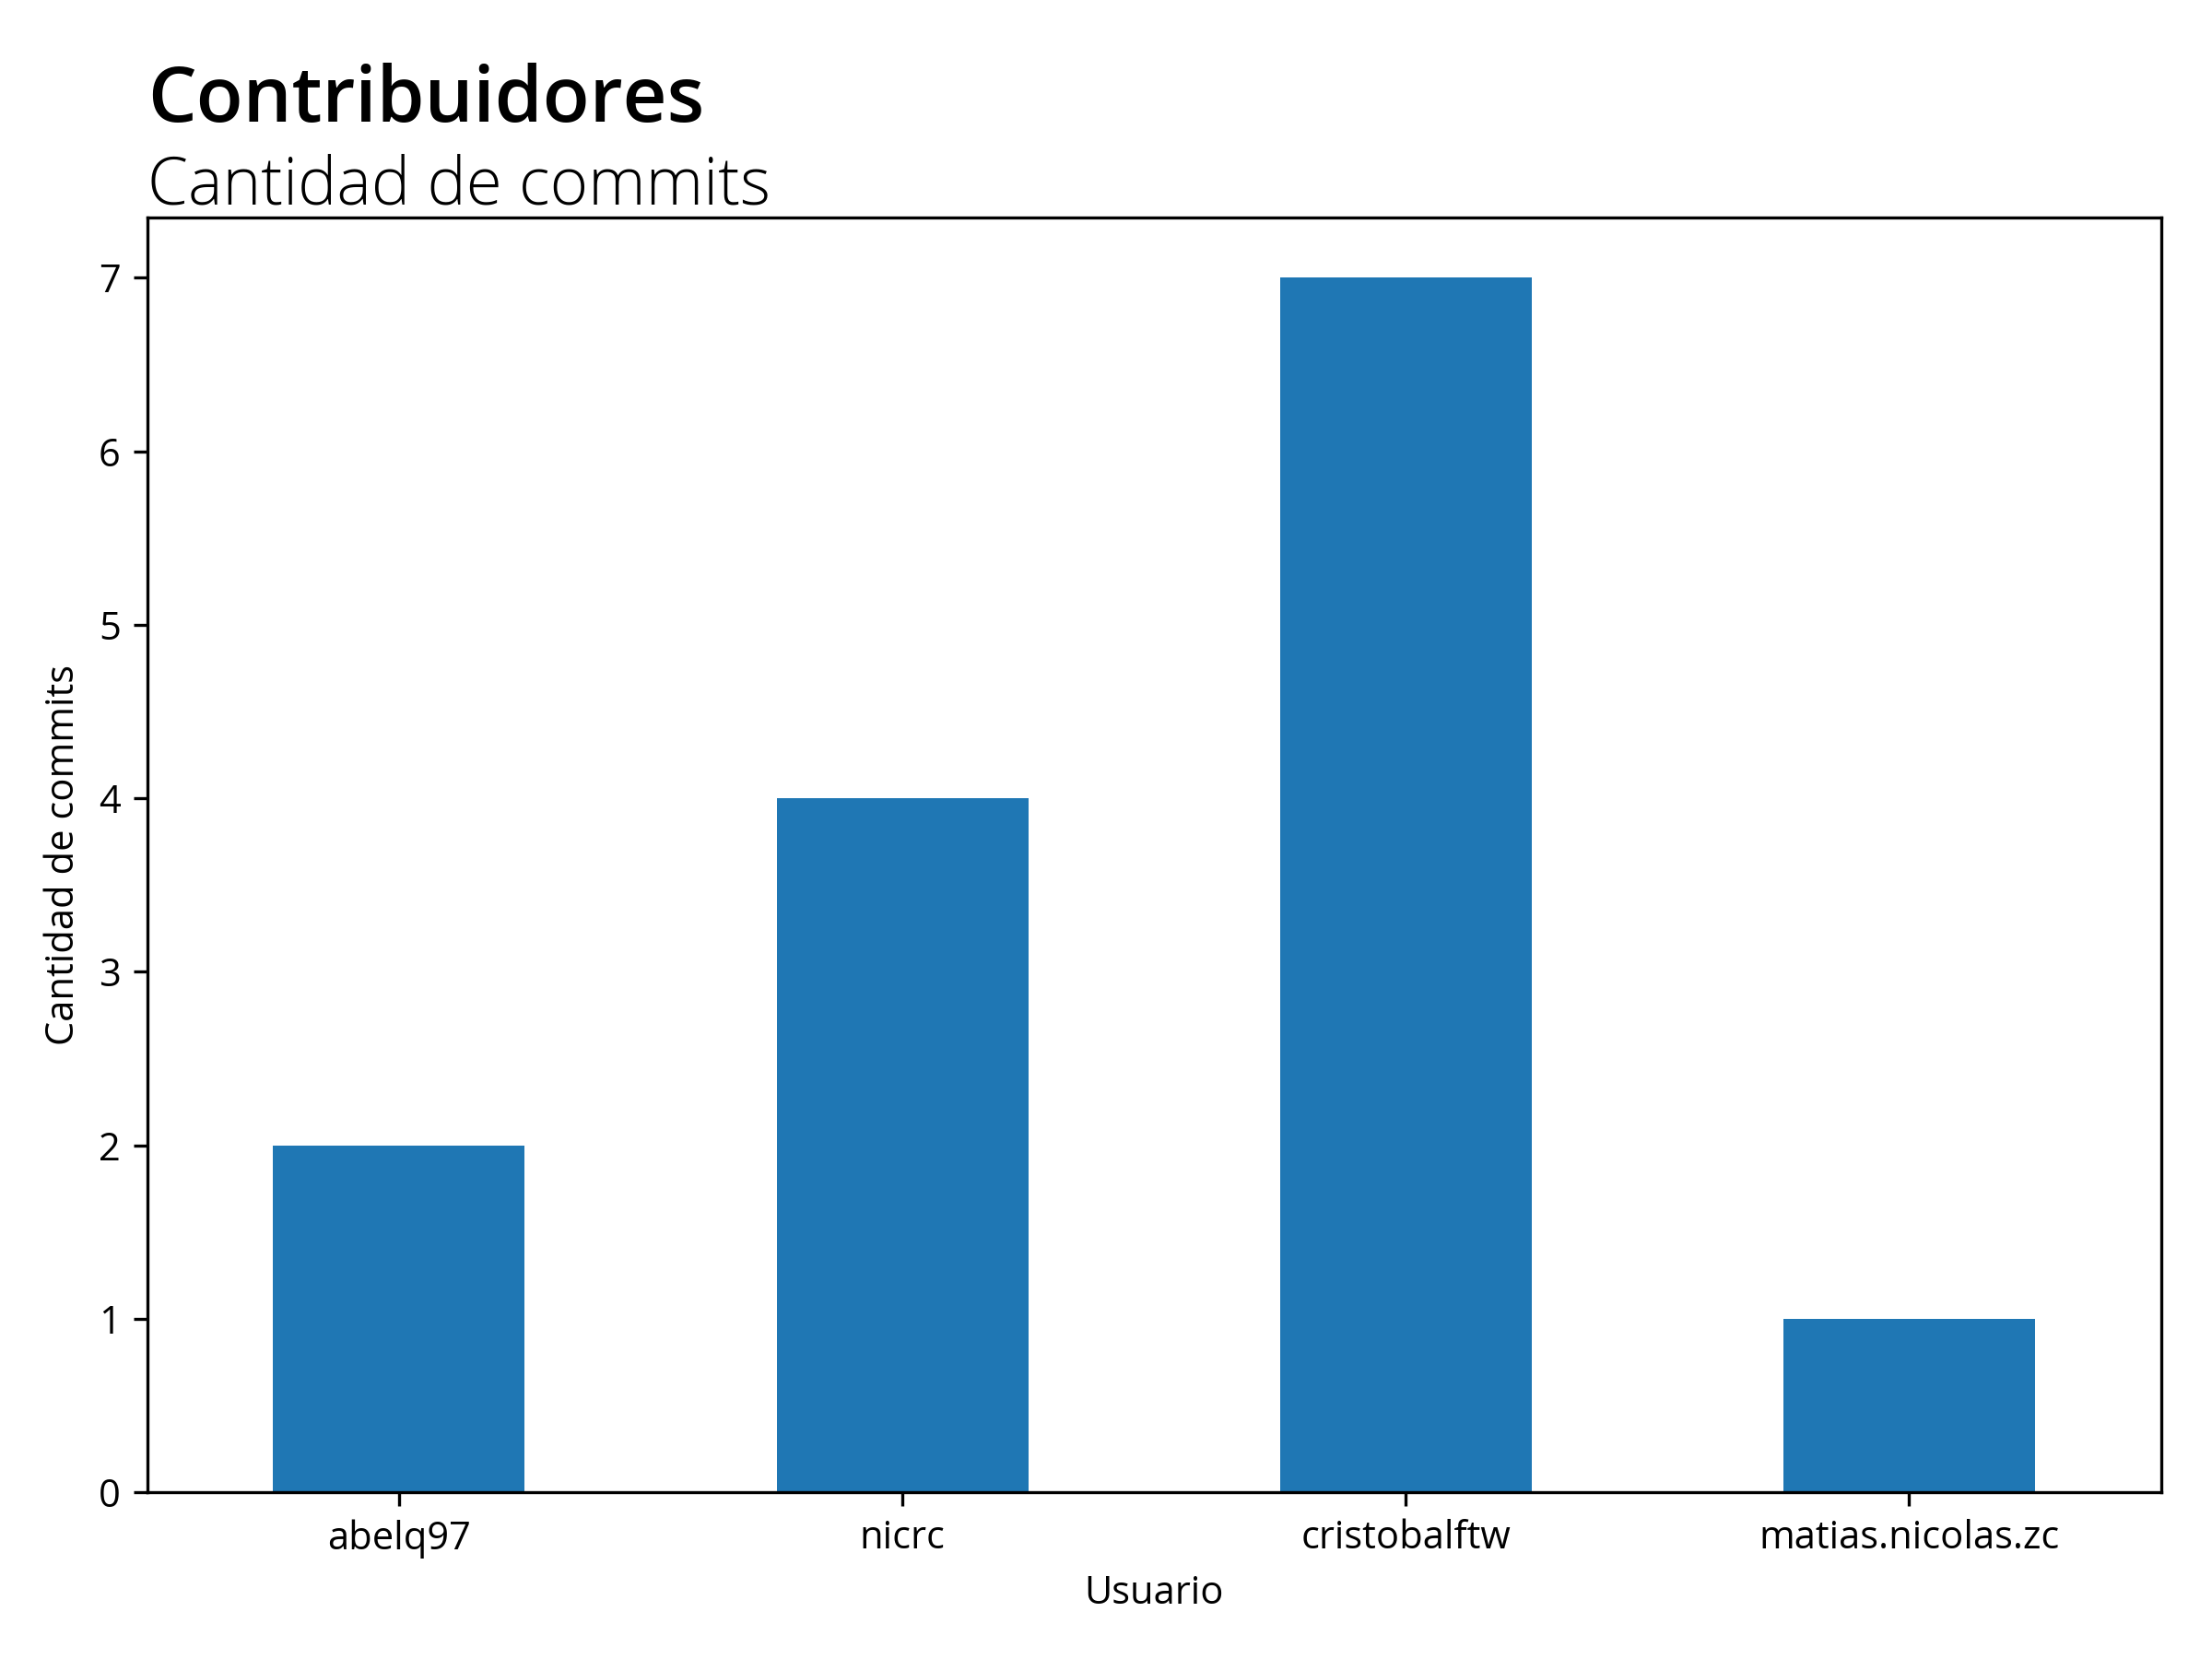 Contribuidores
Cantidad de commits
7
6
5
4
3
2
1
0
Cantidad de commits
abelq97 nicrc cristobalftw matias.nicolas.zc
Usuario